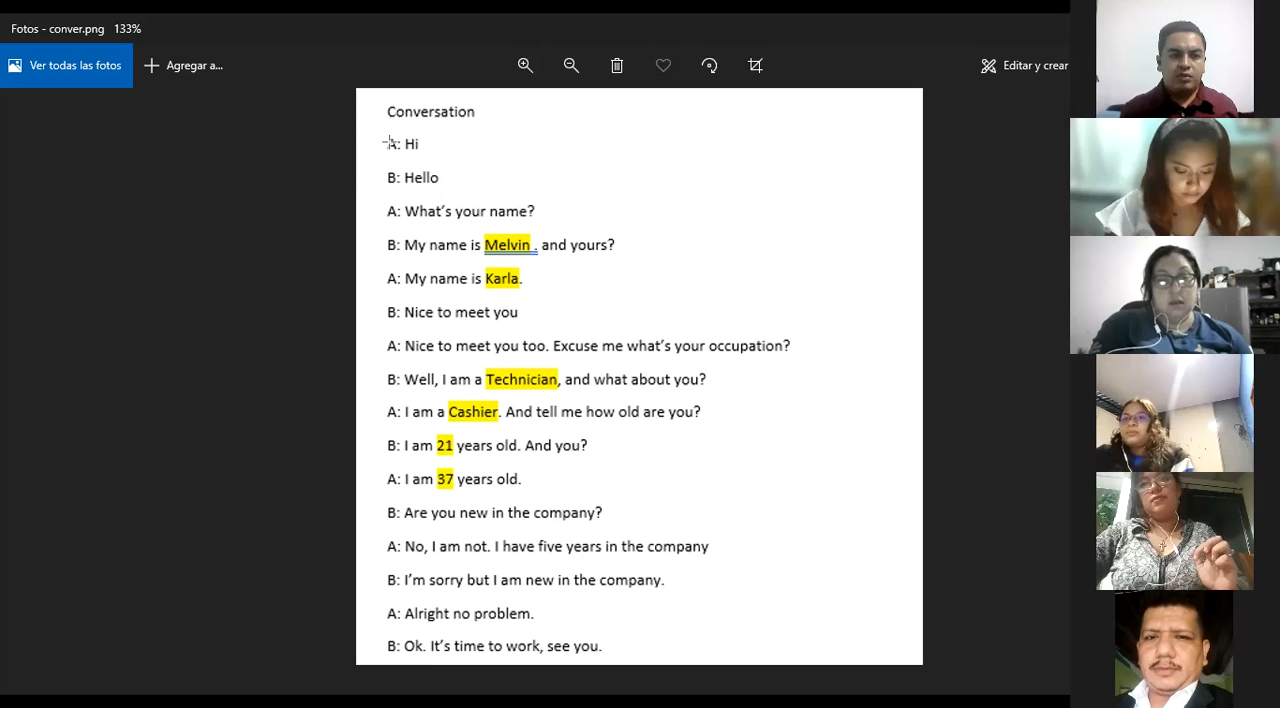 Fotos - conver.png 133%
Ver todas las fotos
Agregar a...
Editar y crear
Conversation
A: Hi
B: Hello
A: What's your name?
B: My name is Melvin . and yours?
A: My name is Karla.
B: Nice to meet you
A: Nice to meet you too. Excuse me what's your occupation?
B: Well, I am a Technician, and what about you?
A: I am a Cashier. And tell me how old are you?
B: I am 21 years old. And you?
A: I am 37 years old.
B: Are you new in the company?
A: No, I am not. I have five years in the company
B: I'm sorry but I am new in the company.
A: Alright no problem.
B: Ok. It's time to work, see you.